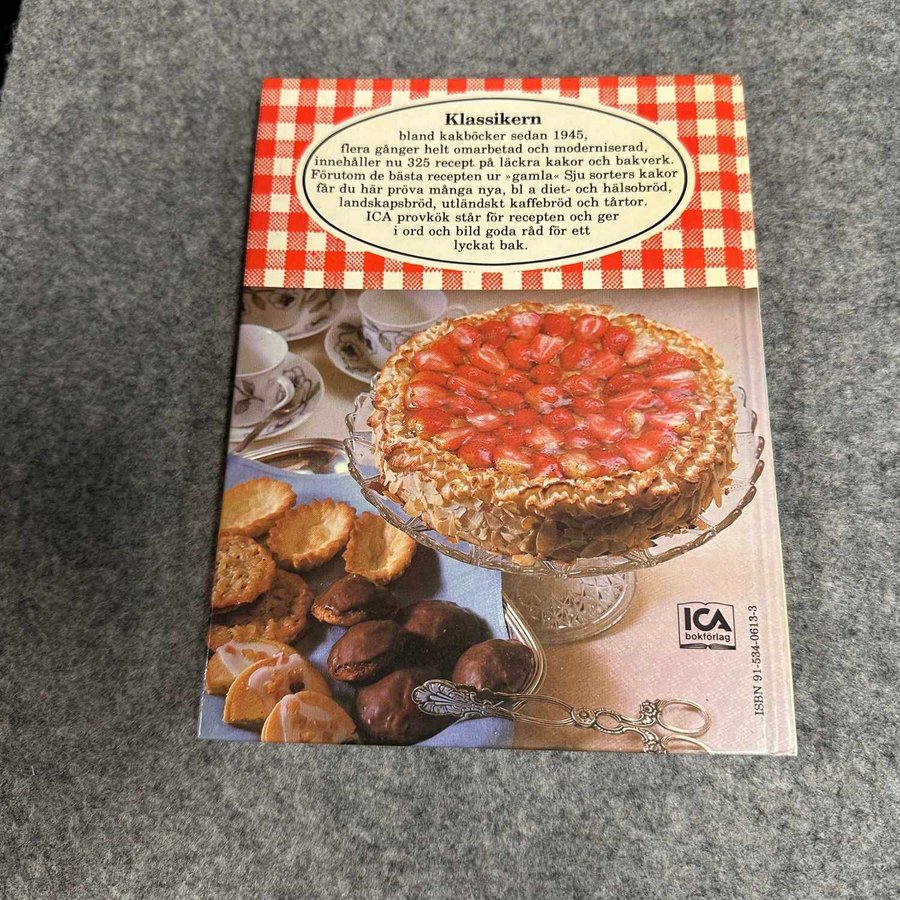 Klassikern
bland kakböcker sedan 1945,
flera gånger helt omarbetad och moderniserad,
innehåller nu 325 recept på läckra kakor och bakverk.
Förutom de bästa recepten ur »gamla« Sju sorters kakor
får du här pröva många nya, bl a diet- och hälsobröd,
landskapsbröd, utländskt kaffebröd och tårtor.
ICA provkök står för recepten och ger
i ord och bild goda råd för ett
lyckat bak.
ICA
bokförlag
ISBN 91-534-0613-3